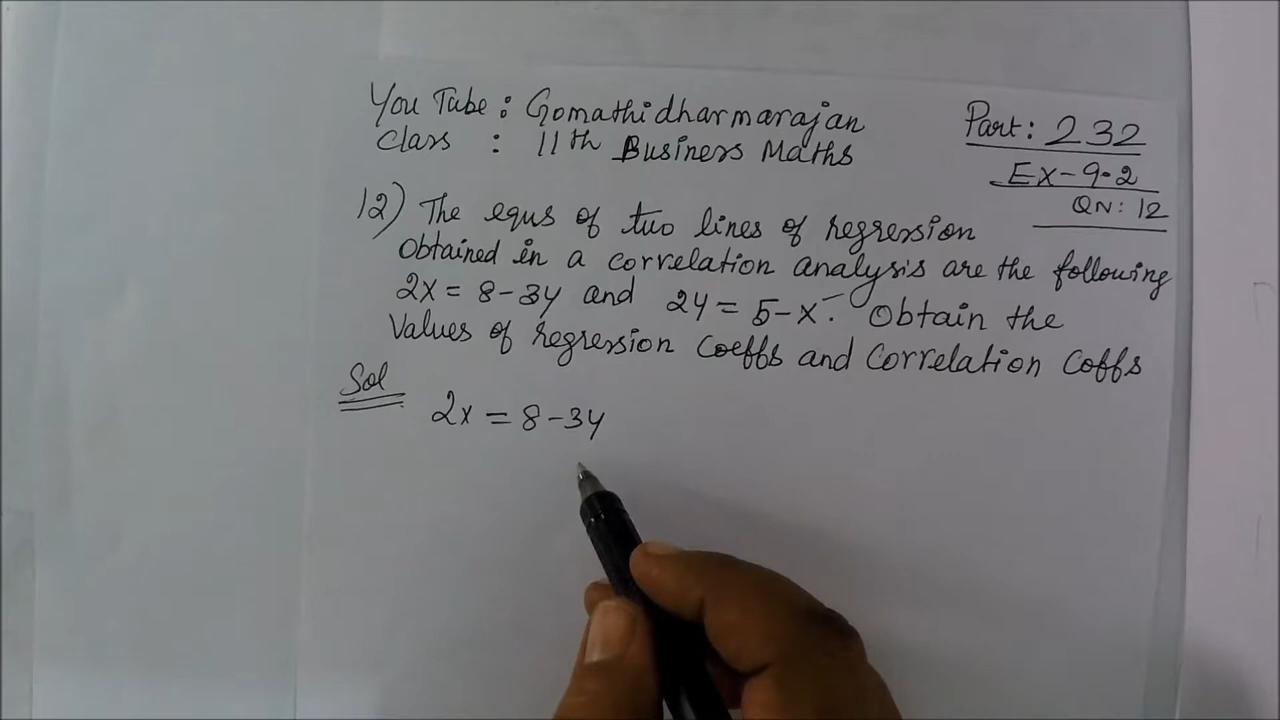 You Tube : Gomathidharmarajan
Class : 11th Business Maths
Part: 232
Ex-9.2
QN: 12
12) The equs of two lines of regression
Obtained in a correlation analysis are the following
2x = 8-3y and 2y = 5-x. Obtain the
Values of regression Coeffs and Correlation Coffs
Sol
2x = 8-3y